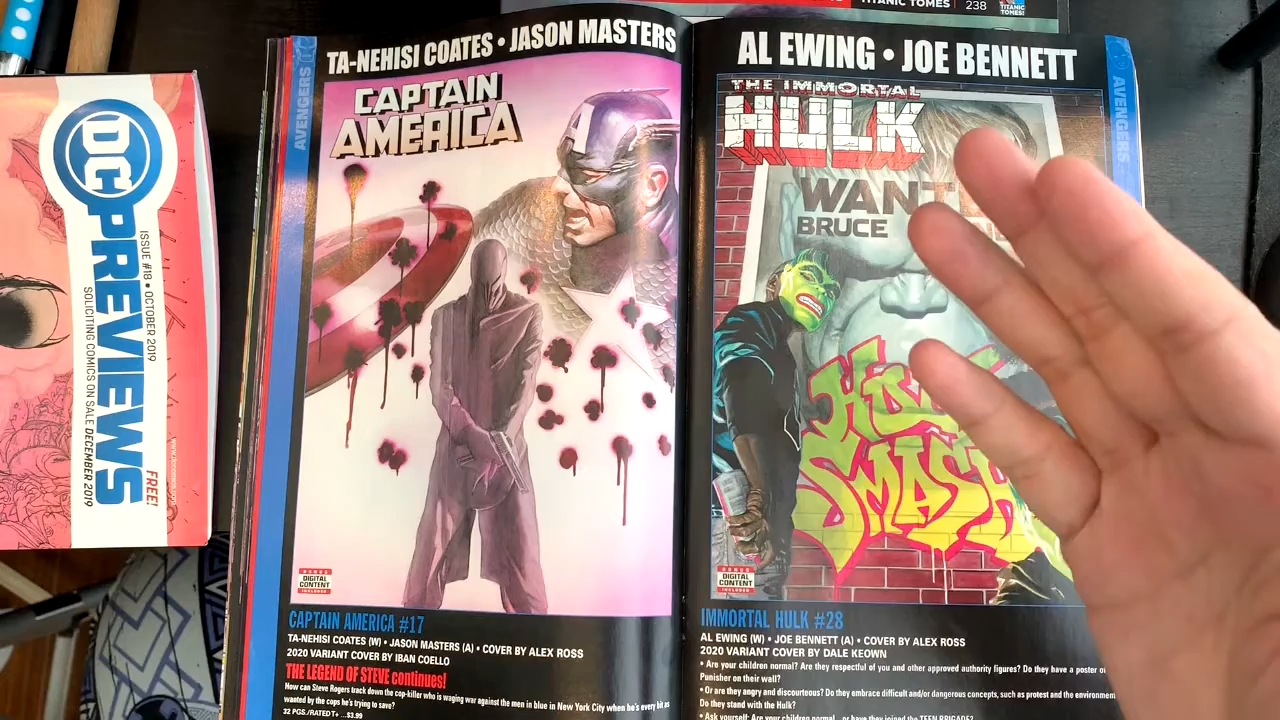 TITANIC TOMES
238
TITANIC TOMES!
DC
PREVIEWS
ISSUE #18 • OCTOBER 2019
SOLICITING COMICS ON SALE DECEMBER 2019
FREE!
AVENGERS
TA-NEHISI COATES • JASON MASTERS
CAPTAIN
AMERICA
A
BONUS
DIGITAL
CONTENT
INCLUDED
CAPTAIN AMERICA #17
TA-NEHISI COATES (W) • JASON MASTERS (A) • COVER BY ALEX ROSS
2020 VARIANT COVER BY IBAN COELLO
THE LEGEND OF STEVE continues!
How can Steve Rogers track down the cop-killer who is waging war against the men in blue in New York City when he's every bit as
wanted by the cops he's trying to save?
32 PGS./RATED T+ ...$3.99
AL EWING • JOE BENNETT
AVENGERS
THE IMMORTAL
HULK
BRUCE
SMASH
BONUS
DIGITAL
CONTENT
INCLUDED
IMMORTAL HULK #28
AL EWING (W) • JOE BENNETT (A) • COVER BY ALEX ROSS
2020 VARIANT COVER BY DALE KEOWN
• Are your children normal? Are they respectful of you and other approved authority figures? Do they have a poster
Punisher on their wall?
• Or are they angry and discourteous? Do they embrace difficult and/or dangerous concepts, such as protest and the environment
Do they stand with the Hulk?
• Ask yourself: Are your children normal... or have they joined the TEEN BRIGADE?